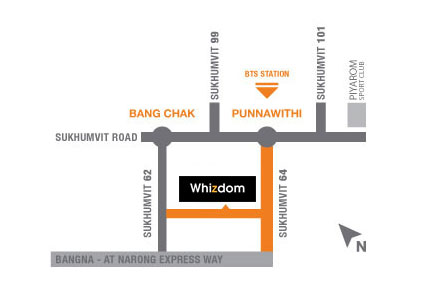 SUKHUMVIT 99
SUKHUMVIT 101
PIYAROM
SPORT CLUB
BTS STATION
BANG CHAK
PUNNAWITHI
SUKHUMVIT ROAD
SUKHUMVIT 62
Whizdom
SUKHUMVIT 64
N
BANGNA - AT NARONG EXPRESS WAY